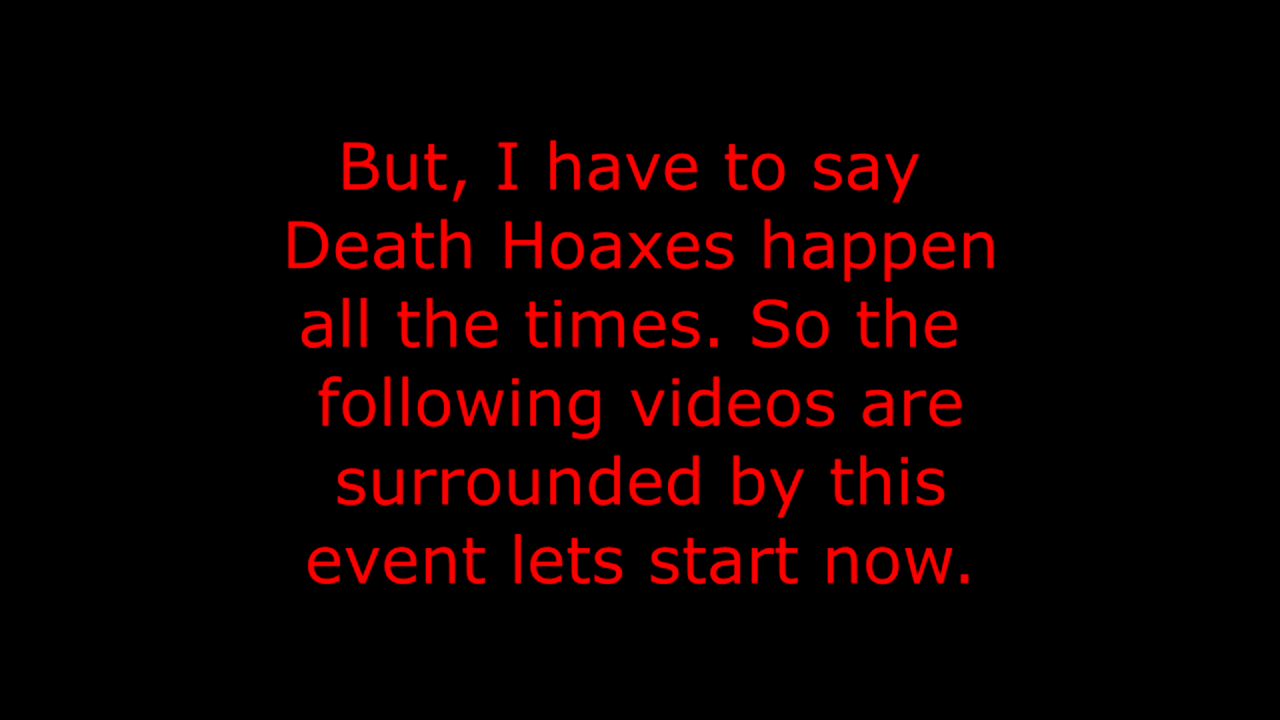 But, I have to say
Death Hoaxes happen
all the times. So the
following videos are
surrounded by this
event lets start now.